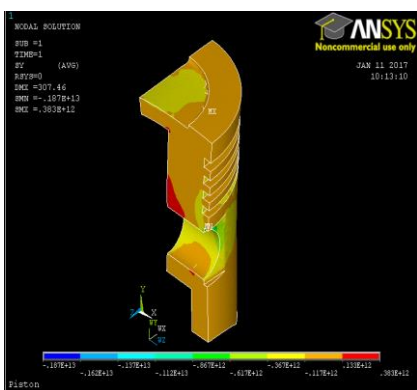 1
NODAL SOLUTION
SUB =1
TIME=1
SY (AVG)
RSYS=0
DMX =307.46
SMN =-.187E+13
SMX =.383E+12
ANSYS
Noncommercial use only
JAN 11 2017
10:13:10
MX
Y
X
WY
WX
-.187E+13 -.137E+13 -.867E+12 -.367E+12 .133E+12
-.162E+13 -.112E+13 -.617E+12 -.117E+12 .383E+12
Piston